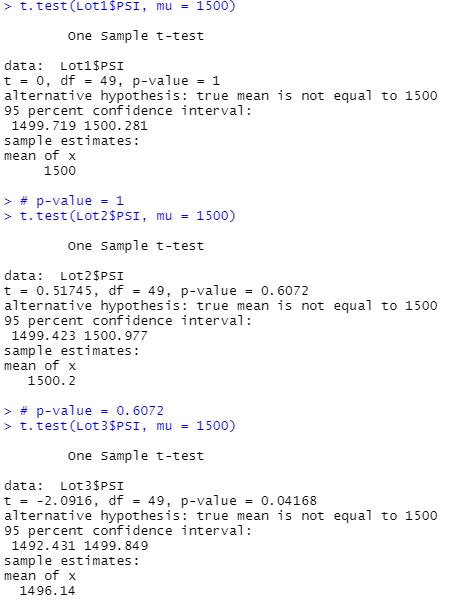 > t.test(Lot1$PSI, mu = 1500)
One Sample t-test
data: Lot1$PSI
t = 0, df = 49, p-value = 1
alternative hypothesis: true mean is not equal to 1500
95 percent confidence interval:
1499.719 1500.281
sample estimates:
mean of x
1500
> # p-value = 1
> t.test(Lot2$PSI, mu = 1500)
One Sample t-test
data: Lot2$PSI
t = 0.51745, df = 49, p-value = 0.6072
alternative hypothesis: true mean is not equal to 1500
95 percent confidence interval:
1499.423 1500.977
sample estimates:
mean of x
1500.2
> # p-value = 0.6072
> t.test(Lot3$PSI, mu = 1500)
One Sample t-test
data: Lot3$PSI
t = -2.0916, df = 49, p-value = 0.04168
alternative hypothesis: true mean is not equal to 1500
95 percent confidence interval:
1492.431 1499.849
sample estimates:
mean of x
1496.14